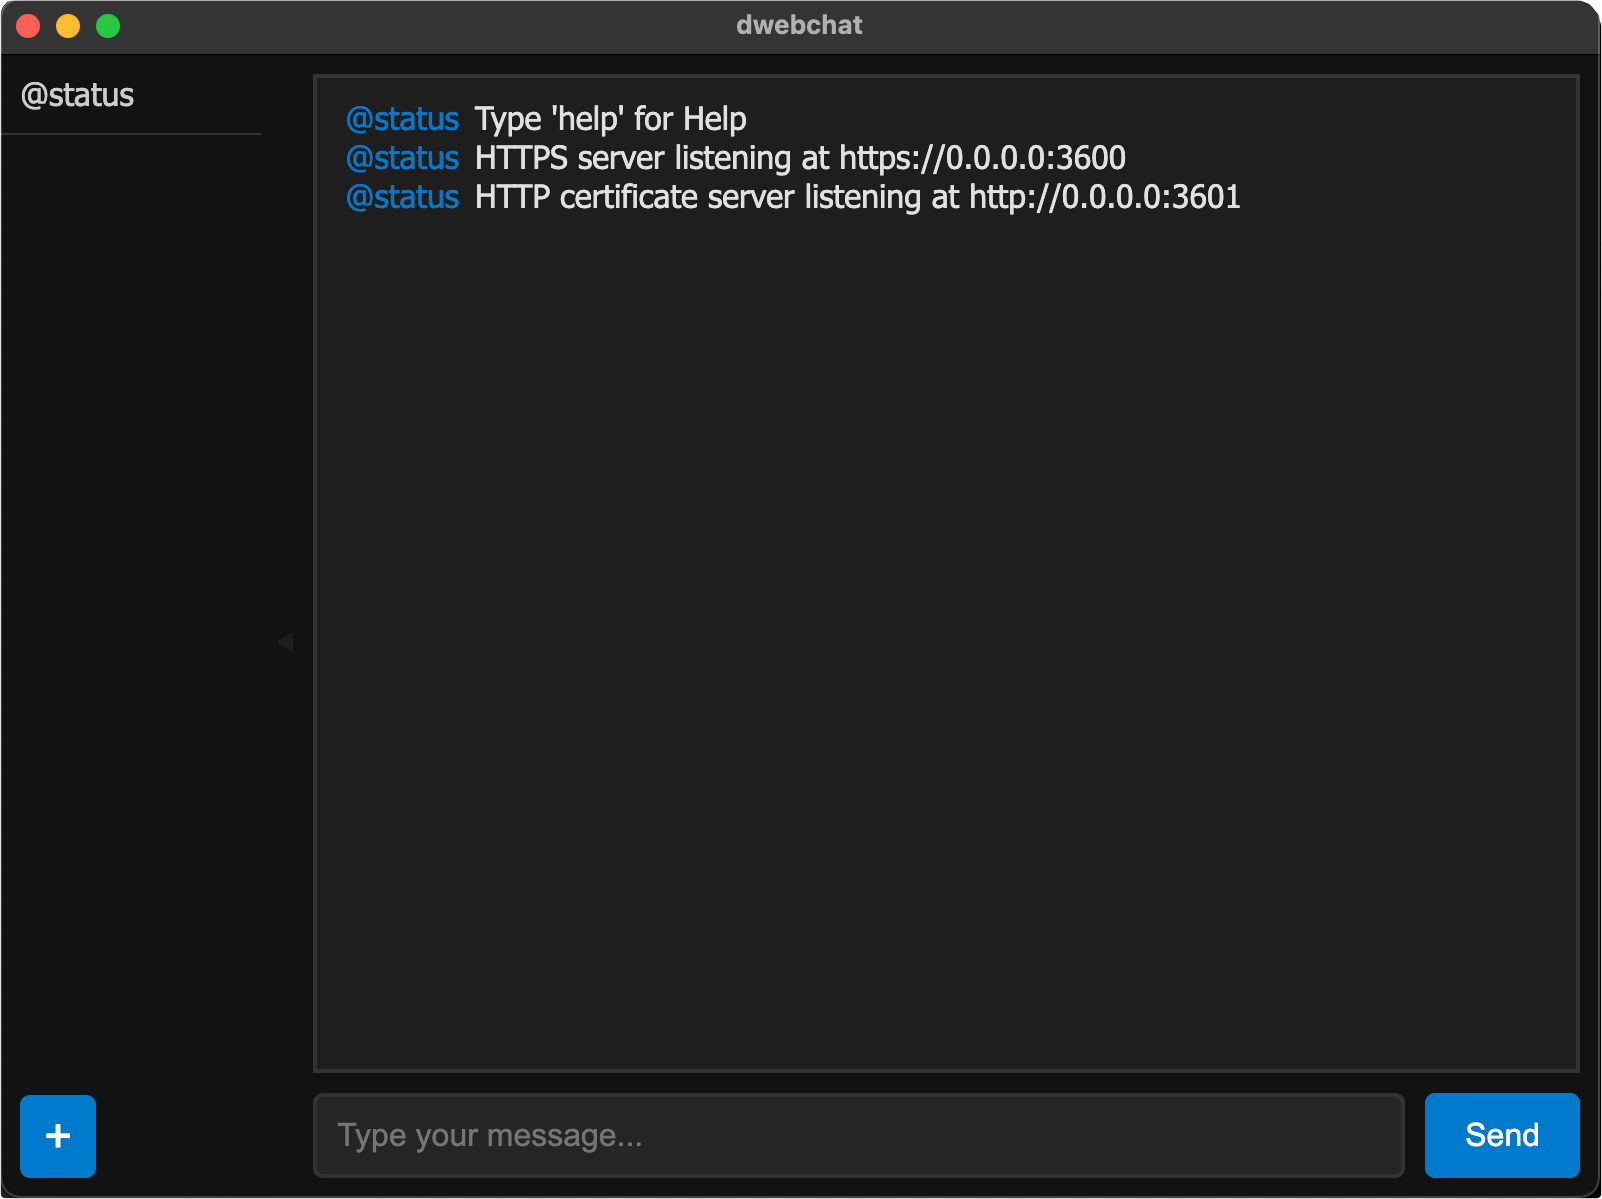 dwebchat
@status
@status Type 'help' for Help
@status HTTPS server listening at https://0.0.0.0:3600
@status HTTP certificate server listening at http://0.0.0.0:3601
+
Type your message...
Send